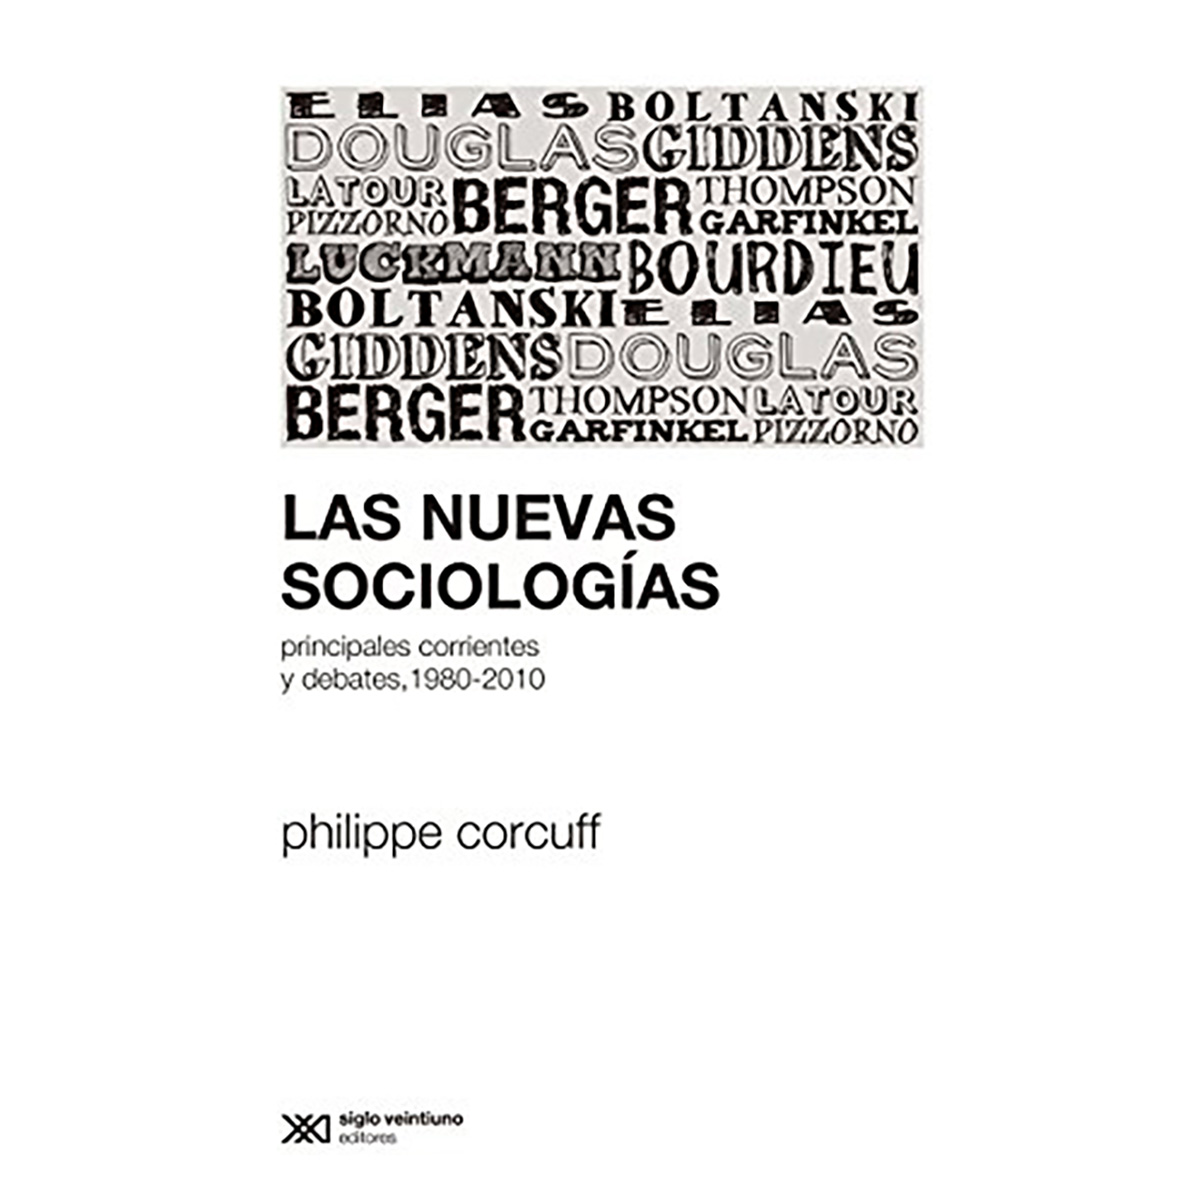 ELIAS BOLTANSKI
DOUGLAS GIDDENS
LATOUR BERGER THOMPSON
PIZZORNO GARFINKEL
LUCKMANN BOURDIEU
BOLTANSKI ELIAS
GIDDENS DOUGLAS
BERGER THOMPSON LATOUR
GARFINKEL PIZZORNO
LAS NUEVAS
SOCIOLOGÍAS
principales corrientes
y debates, 1980-2010
philippe corcuff
siglo veintiuno
editores